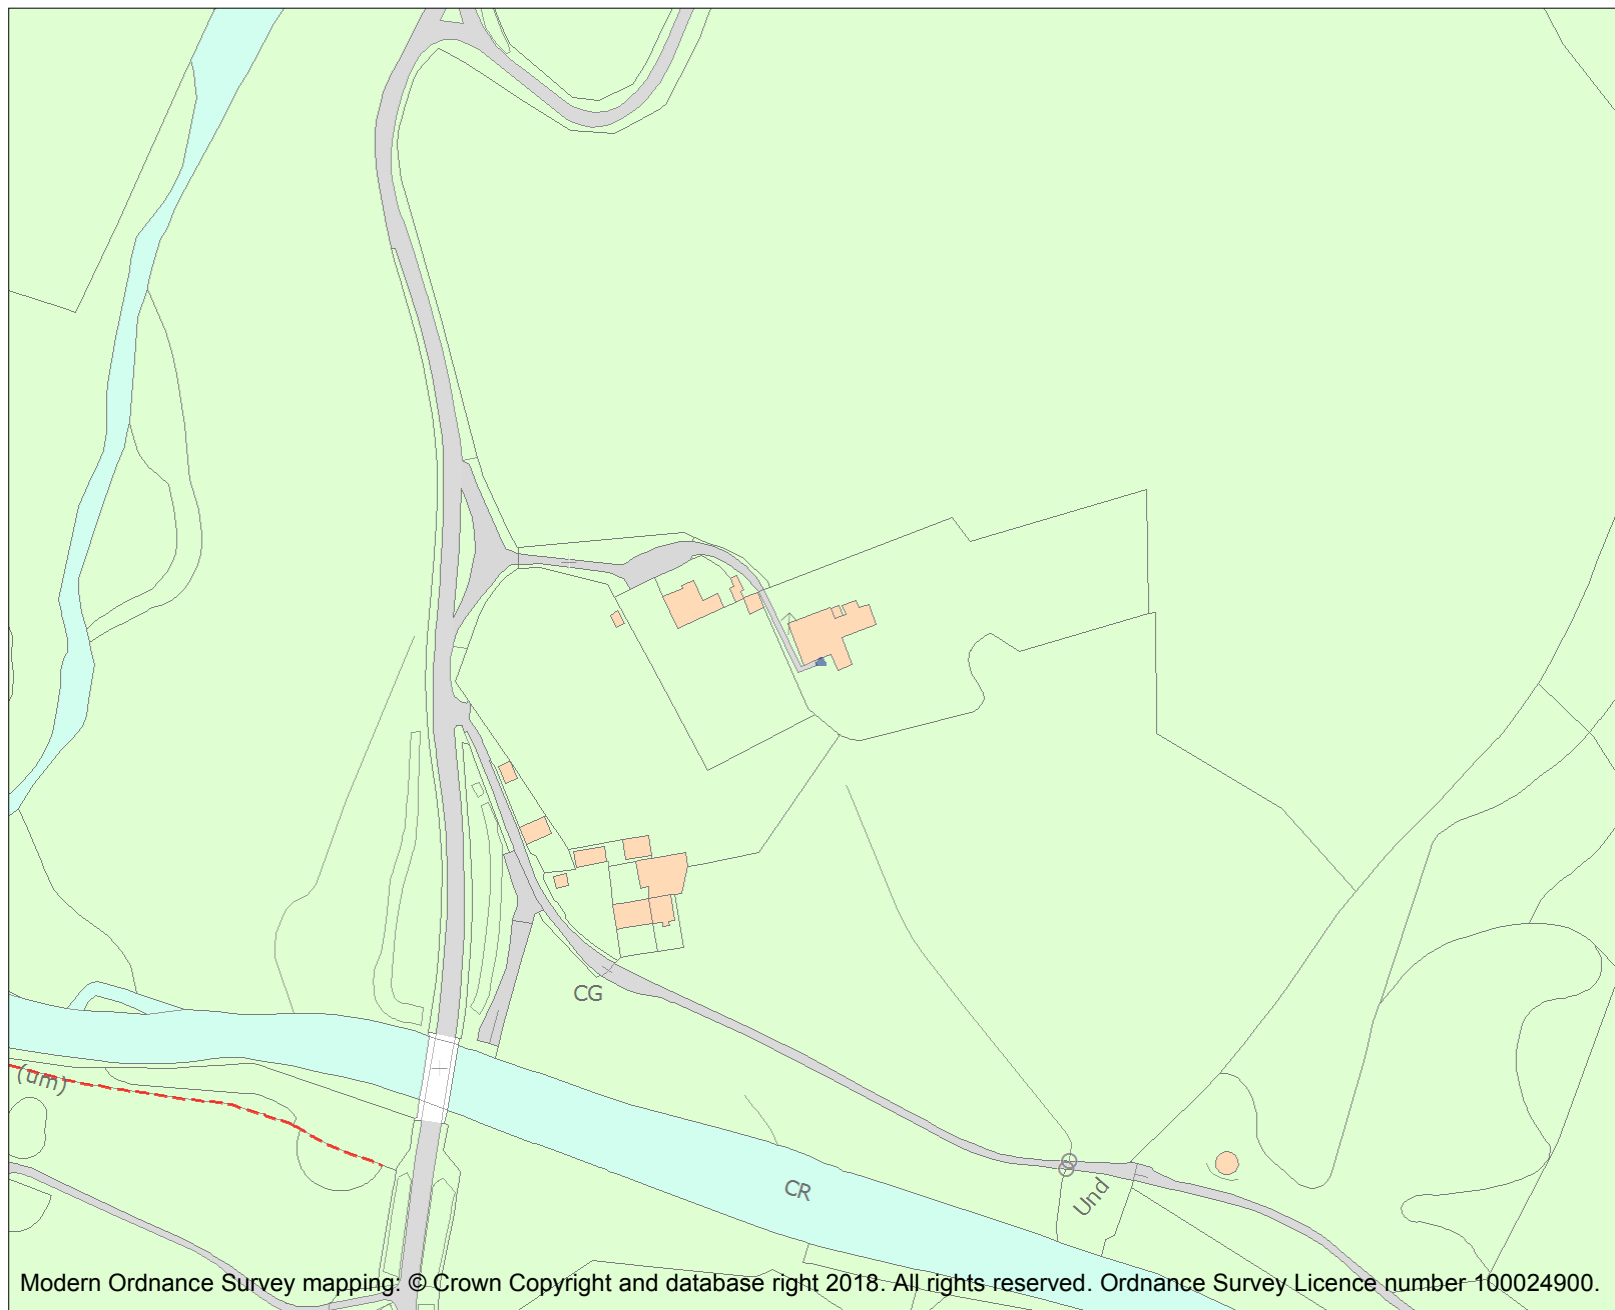 CG
(um)
CR
Und
Modern Ordnance Survey mapping: © Crown Copyright and database right 2018. All rights reserved. Ordnance Survey Licence number 100024900.